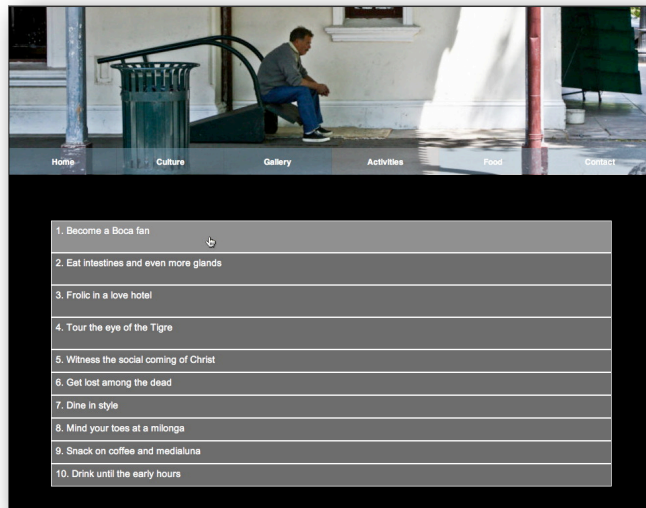 Home Culture Gallery Activities Food Contact
1. Become a Boca fan
2. Eat intestines and even more glands
3. Frolic in a love hotel
4. Tour the eye of the Tigre
5. Witness the social coming of Christ
6. Get lost among the dead
7. Dine in style
8. Mind your toes at a milonga
9. Snack on coffee and medialuna
10. Drink until the early hours